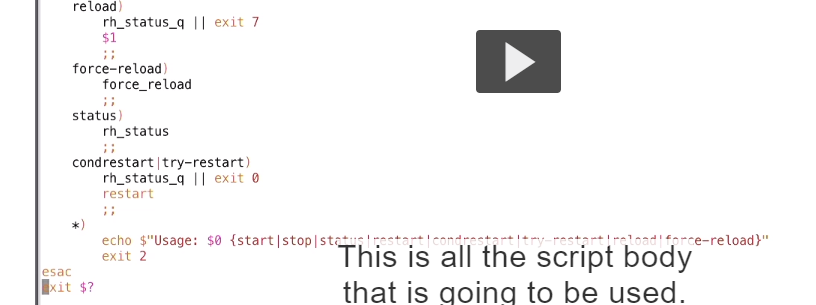 reload)
rh_status_q || exit 7
$1
;;
force-reload)
force_reload
;;
status)
rh_status
;;
condrestart|try-restart)
rh_status_q || exit 0
restart
;;
*)
echo $"Usage: $0 {start|stop|status|restart|condrestart|try-restart|reload|force-reload}"
exit 2
esac
exit $?
This is all the script body
that is going to be used.